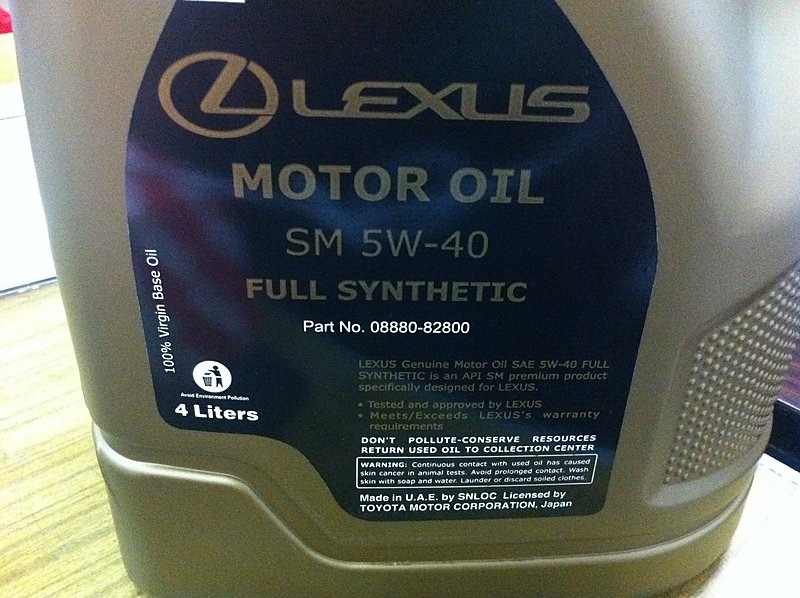 LEXUS
MOTOR OIL
SM 5W-40
FULL SYNTHETIC
Part No. 08880-82800
100% Virgin Base Oil
Avoid Environment Pollution
4 Liters
LEXUS Genuine Motor Oil SAE 5W-40 FULL
SYNTHETIC is an API SM premium product
specifically designed for LEXUS.
• Tested and approved by LEXUS
• Meets/Exceeds LEXUS's warranty
requirements
DON'T POLLUTE-CONSERVE RESOURCES
RETURN USED OIL TO COLLECTION CENTER
WARNING: Continuous contact with used oil has caused
skin cancer in animal tests. Avoid prolonged contact. Wash
skin with soap and water. Launder or discard soiled clothes.
Made in U.A.E. by SNLOC Licensed by
TOYOTA MOTOR CORPORATION, Japan